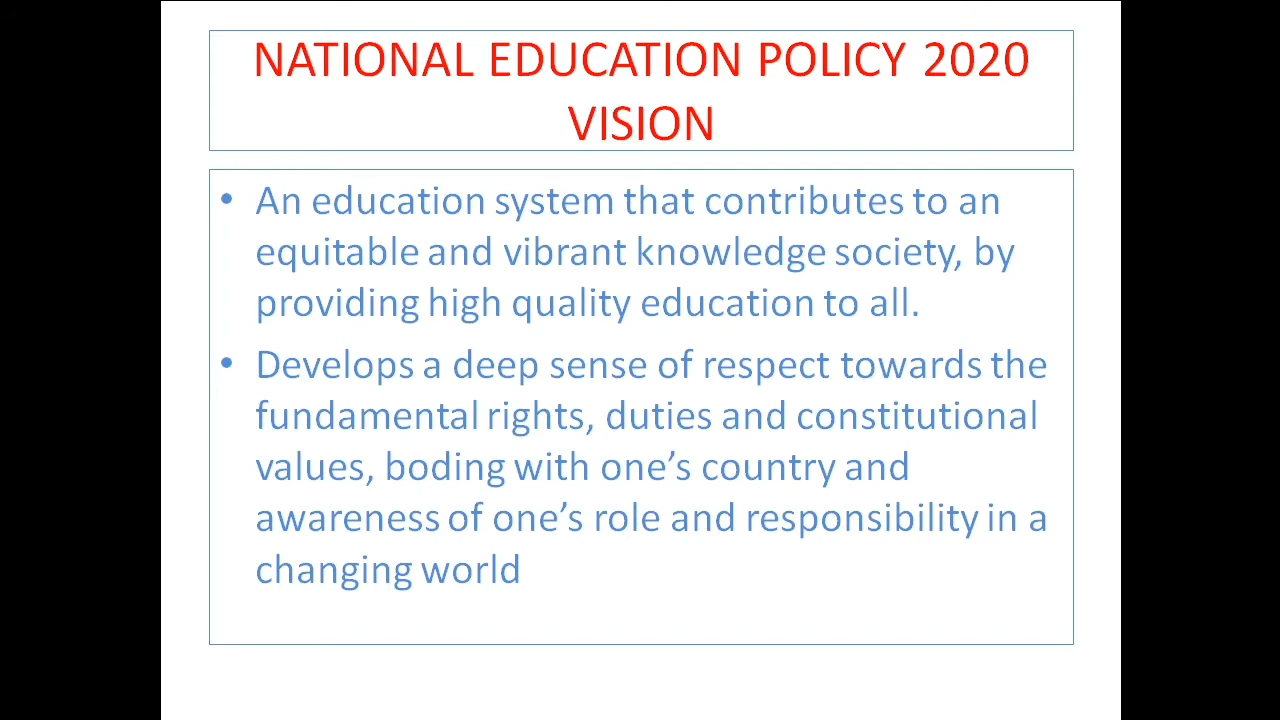 NATIONAL EDUCATION POLICY 2020
VISION
• An education system that contributes to an
equitable and vibrant knowledge society, by
providing high quality education to all.
• Develops a deep sense of respect towards the
fundamental rights, duties and constitutional
values, boding with one’s country and
awareness of one’s role and responsibility in a
changing world